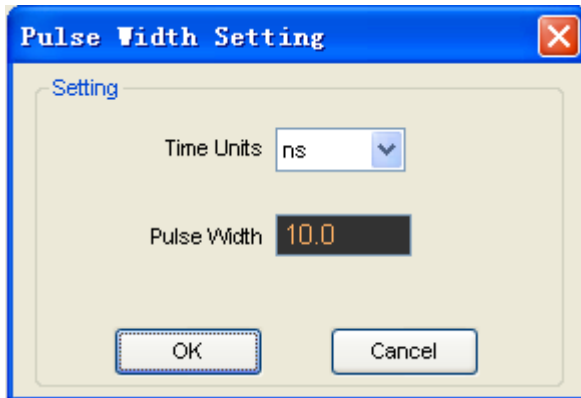 Pulse Width Setting
Setting
Time Units ns
Pulse Width 10.0
OK Cancel